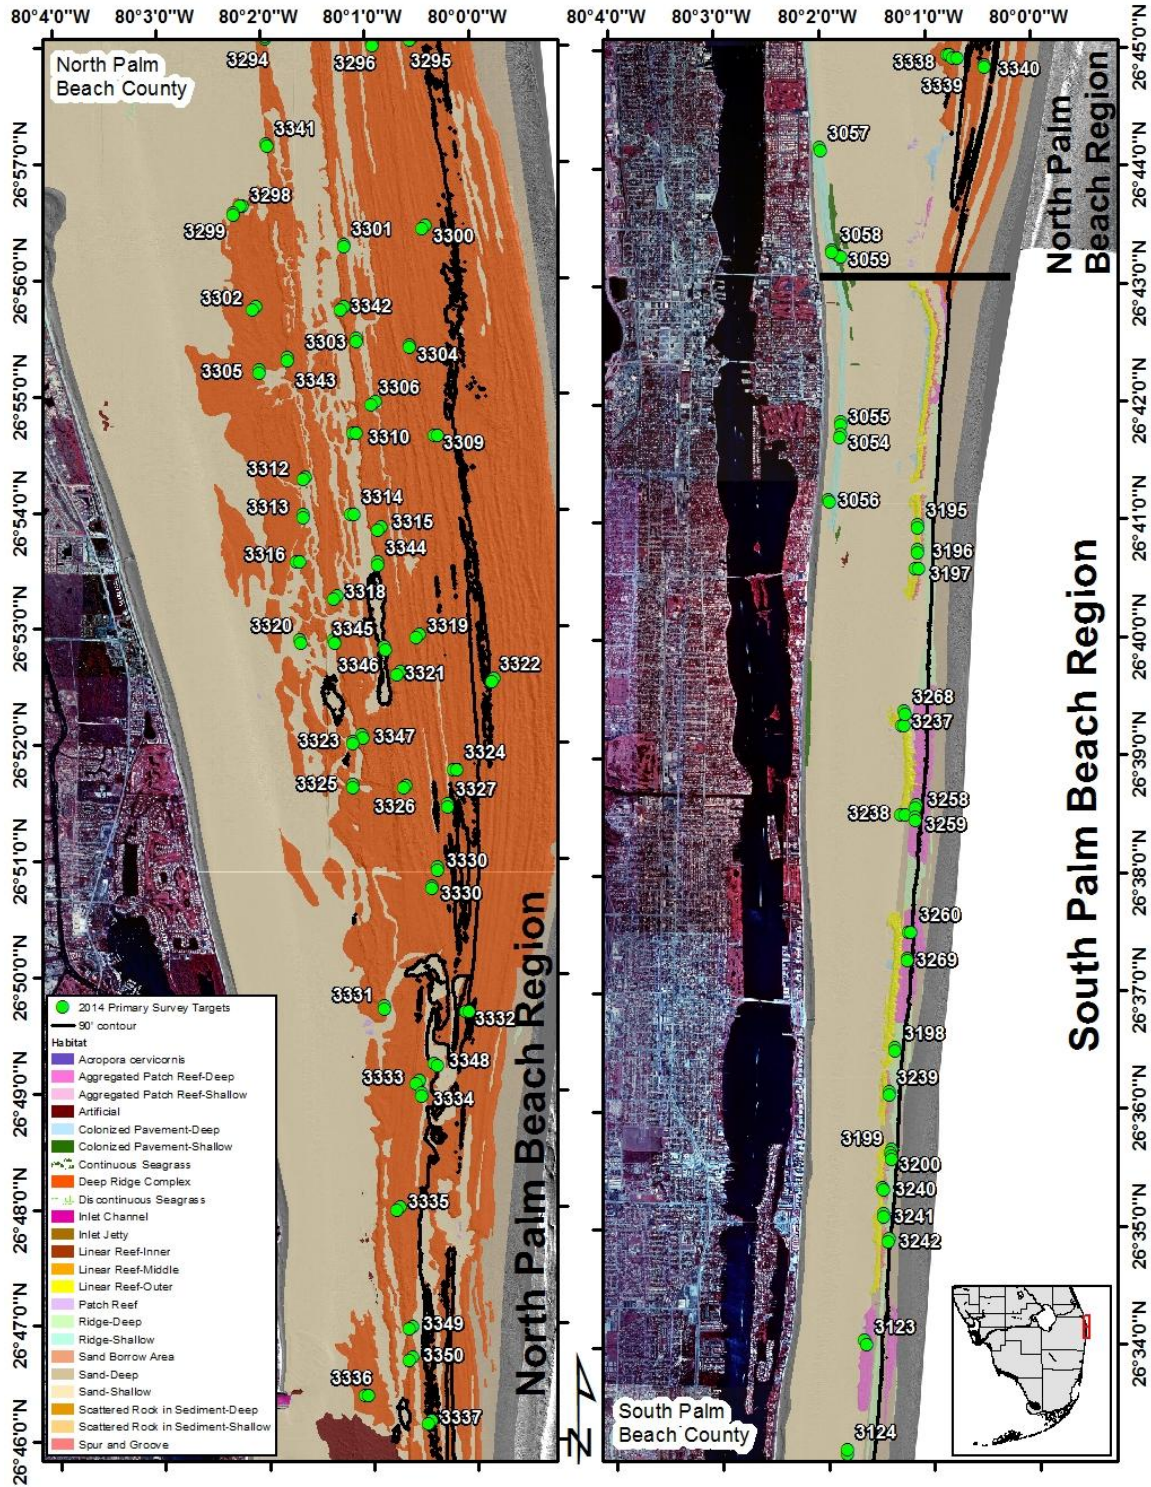 80°4'0"W 80°3'0"W 80°2'0"W 80°1'0"W 80°0'0"W
80°4'0"W 80°3'0"W 80°2'0"W 80°1'0"W 80°0'0"W
North Palm
Beach County
3294
3296
3295
3341
3298
3299
3300
3301
3302
3342
3303
3304
3305
3343
3306
3310
3309
3312
3313
3314
3315
3316
3344
3318
3320
3345
3319
3346
3321
3322
3323
3347
3324
3325
3326
3327
3330
3330
3331
3332
3348
3333
3334
3335
3349
3350
3336
3337
North Palm Beach Region
26°57'0"N
26°56'0"N
26°55'0"N
26°54'0"N
26°53'0"N
26°52'0"N
26°51'0"N
26°50'0"N
26°49'0"N
26°48'0"N
26°47'0"N
26°46'0"N
2014 Primary Survey Targets
90' contour
Habitat
Acropora cervicornis
Aggregated Patch Reef-Deep
Aggregated Patch Reef-Shallow
Artificial
Colonized Pavement-Deep
Colonized Pavement-Shallow
Continuous Seagrass
Deep Ridge Complex
Discontinuous Seagrass
Inlet Channel
Inlet Jetty
Linear Reef-Inner
Linear Reef-Middle
Linear Reef-Outer
Patch Reef
Ridge-Deep
Ridge-Shallow
Sand Borrow Area
Sand-Deep
Sand-Shallow
Scattered Rock in Sediment-Deep
Scattered Rock in Sediment-Shallow
Spur and Groove
N
3338
3339
3340
3057
3058
3059
North Palm
Beach Region
3055
3054
3056
3195
3196
3197
3268
3237
3258
3238
3259
3260
3269
3198
3239
3199
3200
3240
3241
3242
3123
3124
South Palm Beach Region
South Palm
Beach County
26°45'0"N
26°44'0"N
26°43'0"N
26°42'0"N
26°41'0"N
26°40'0"N
26°39'0"N
26°38'0"N
26°37'0"N
26°36'0"N
26°35'0"N
26°34'0"N